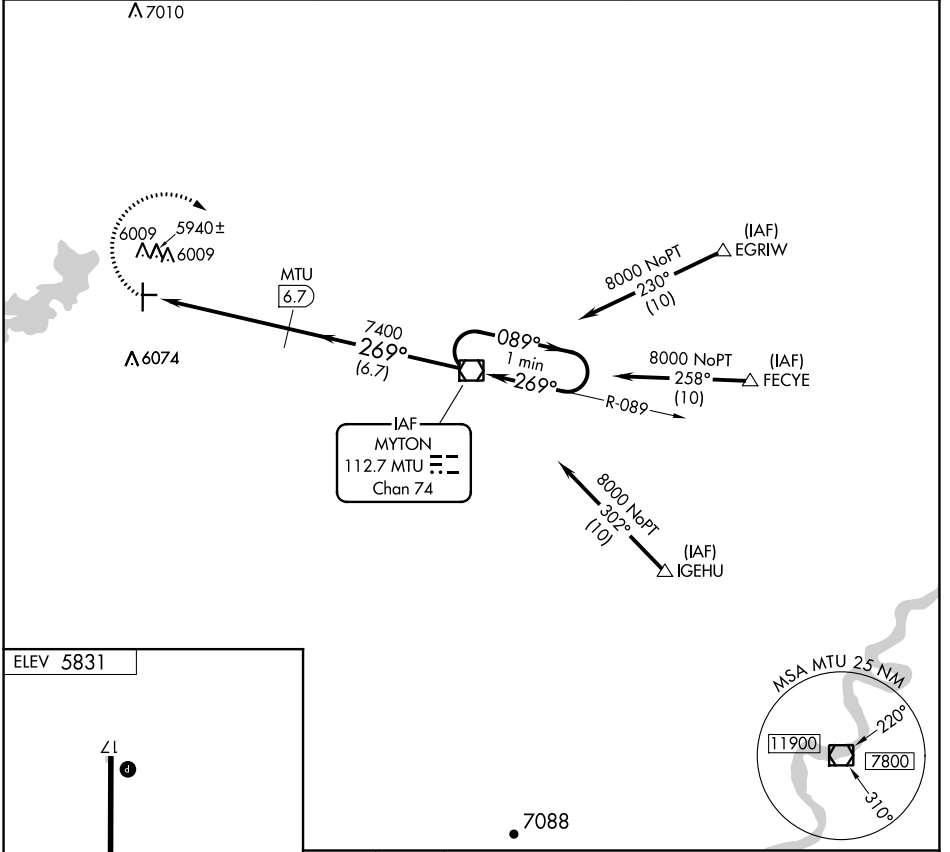 7010
6009
5940±
6009
6074
MTU
6.7
7400
269°
(6.7)
089°
1 min
269°
R-089
IAF
MYTON
112.7 MTU
Chan 74
8000 NoPT
230°
(10)
(IAF)
EGRIW
8000 NoPT
258°
(10)
(IAF)
FECYE
8000 NoPT
302°
(10)
(IAF)
IGEHU
ELEV 5831
17
P
7088
MSA MTU 25 NM
11900
220°
7800
310°